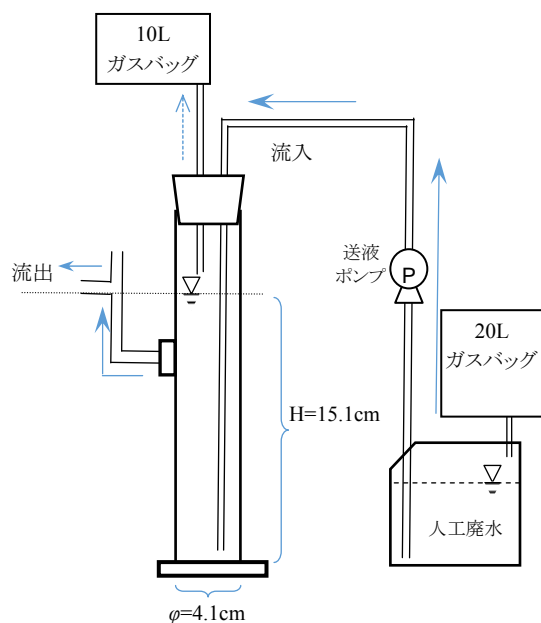 10L
ガスバッグ
流入
送液
ポンプ
P
流出
20L
ガスバッグ
H=15.1cm
人工廃水
φ=4.1cm